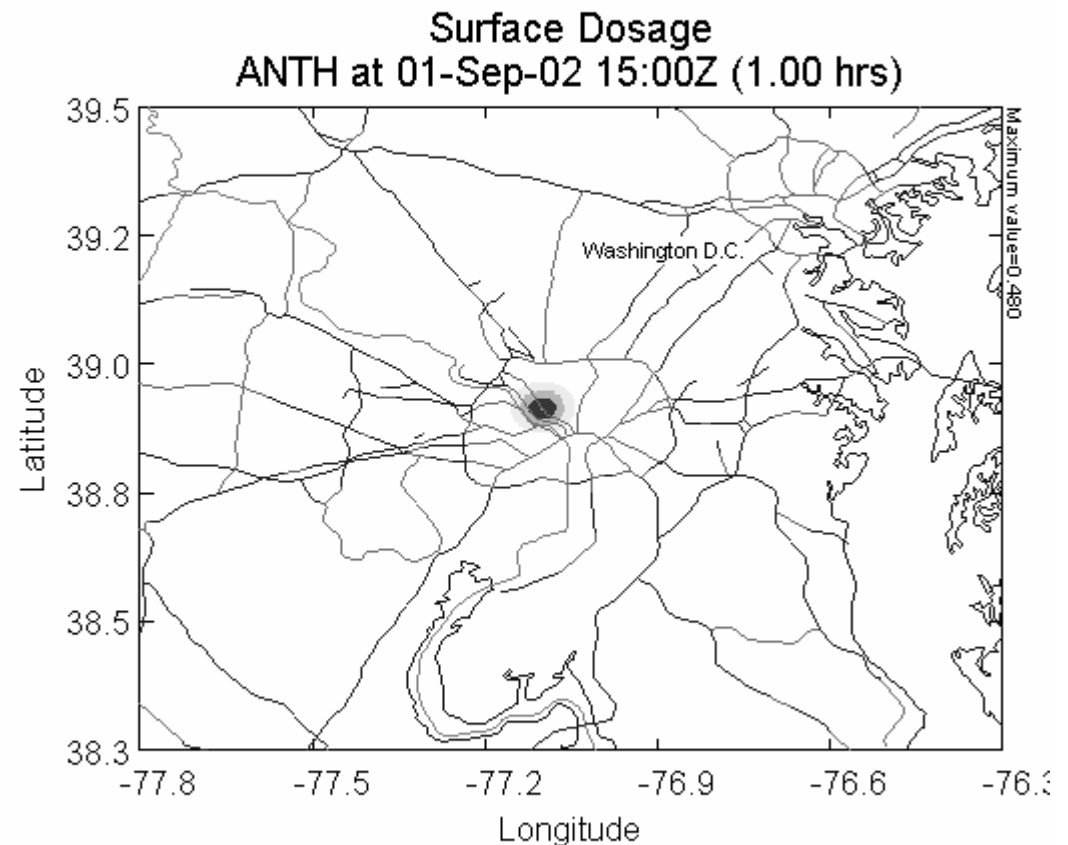 Surface Dosage
ANTH at 01-Sep-02 15:00Z (1.00 hrs)
39.5
39.2
39.0
38.8
38.5
38.3
Latitude
Washington D.C.
Maximum value=0.480
-77.8
-77.5
-77.2
-76.9
-76.6
-76.3
Longitude